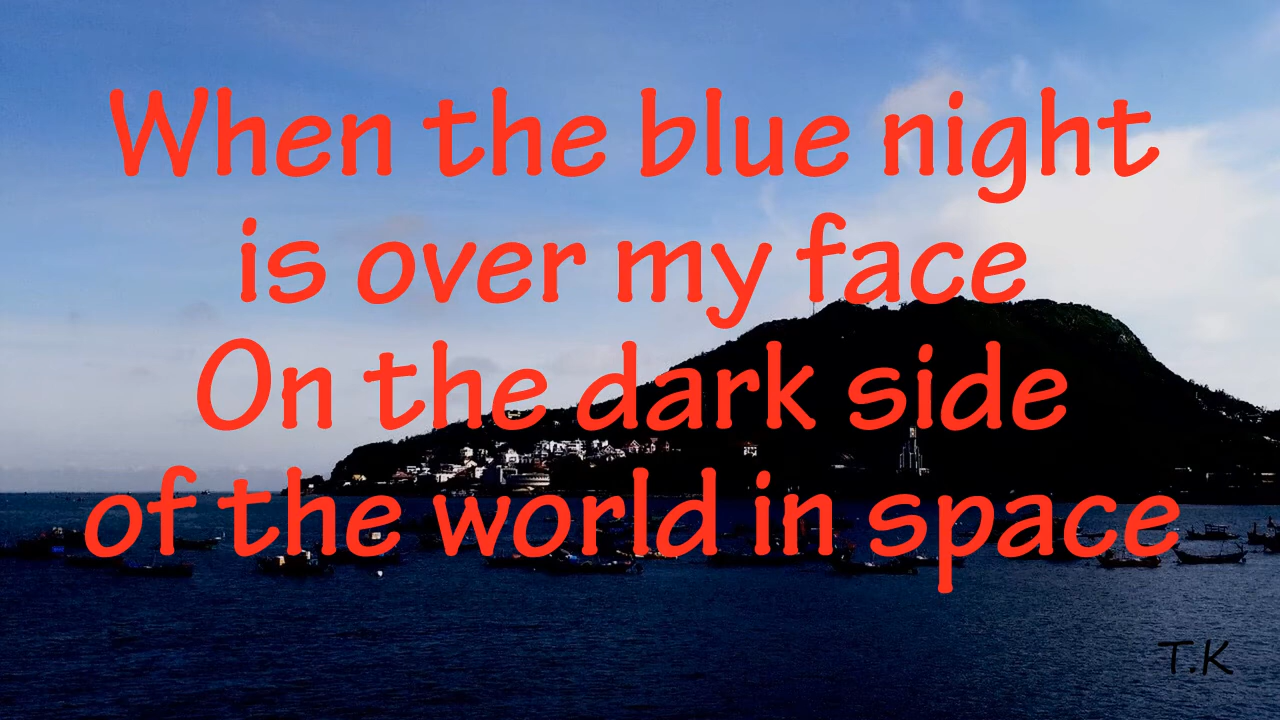 When the blue night
is over my face
On the dark side
of the world in space
T.K